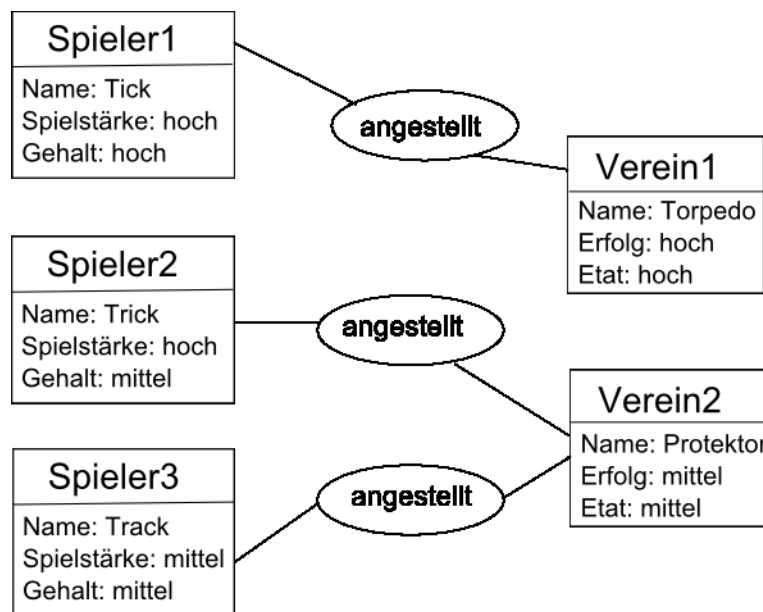 Spieler1
Name: Tick
Spielstärke: hoch
Gehalt: hoch
angestellt
Verein1
Name: Torpedo
Erfolg: hoch
Etat: hoch
Spieler2
Name: Trick
Spielstärke: hoch
Gehalt: mittel
angestellt
Verein2
Name: Protektor
Erfolg: mittel
Etat: mittel
Spieler3
Name: Track
Spielstärke: mittel
Gehalt: mittel
angestellt